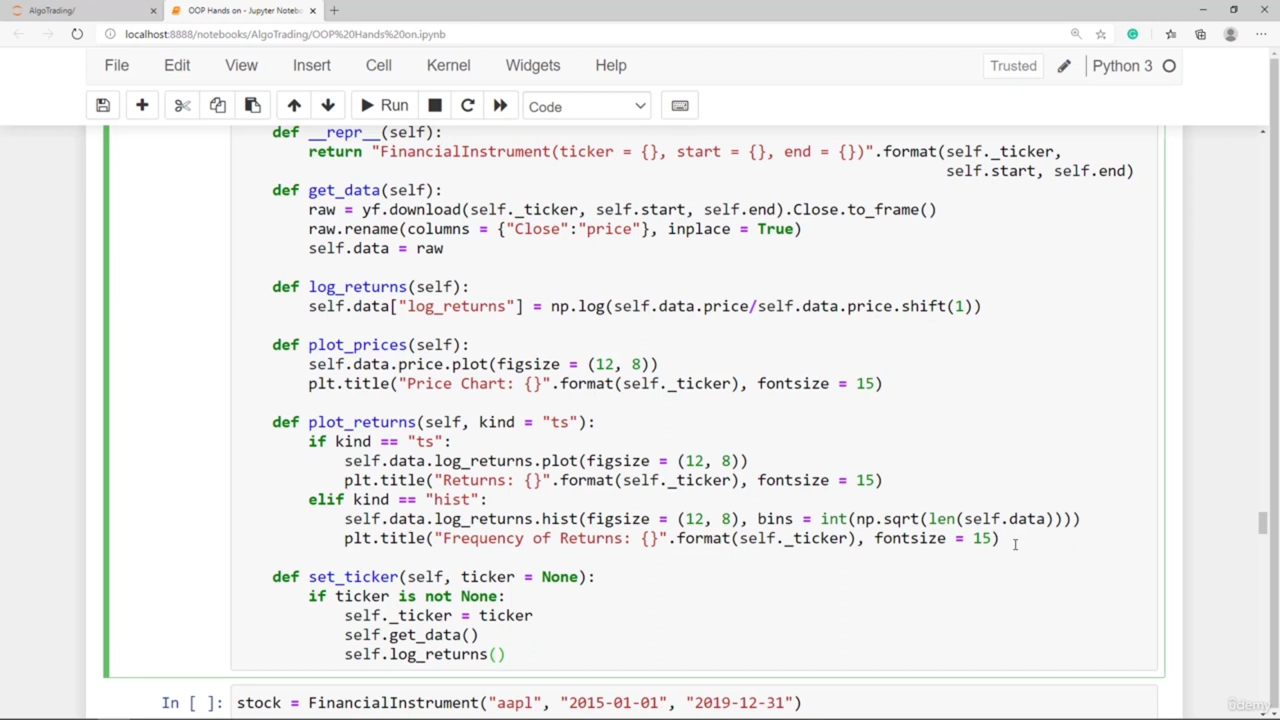 AlgoTrading/
OOP Hands on - Jupyter Notebo
localhost:8888/notebooks/AlgoTrading/OOP%20Hands%20on.ipynb
File Edit View Insert Cell Kernel Widgets Help Trusted Python 3
Run Code
def __repr__(self):
return "FinancialInstrument(ticker = {}, start = {}, end = {})".format(self._ticker,
self.start, self.end)
def get_data(self):
raw = yf.download(self._ticker, self.start, self.end).Close.to_frame()
raw.rename(columns = {"Close":"price"}, inplace = True)
self.data = raw
def log_returns(self):
self.data["log_returns"] = np.log(self.data.price/self.data.price.shift(1))
def plot_prices(self):
self.data.price.plot(figsize = (12, 8))
plt.title("Price Chart: {}".format(self._ticker), fontsize = 15)
def plot_returns(self, kind = "ts"):
if kind == "ts":
self.data.log_returns.plot(figsize = (12, 8))
plt.title("Returns: {}".format(self._ticker), fontsize = 15)
elif kind == "hist":
self.data.log_returns.hist(figsize = (12, 8), bins = int(np.sqrt(len(self.data))))
plt.title("Frequency of Returns: {}".format(self._ticker), fontsize = 15)
def set_ticker(self, ticker = None):
if ticker is not None:
self._ticker = ticker
self.get_data()
self.log_returns()
In [ ]: stock = FinancialInstrument("aapl", "2015-01-01", "2019-12-31")
Udemy